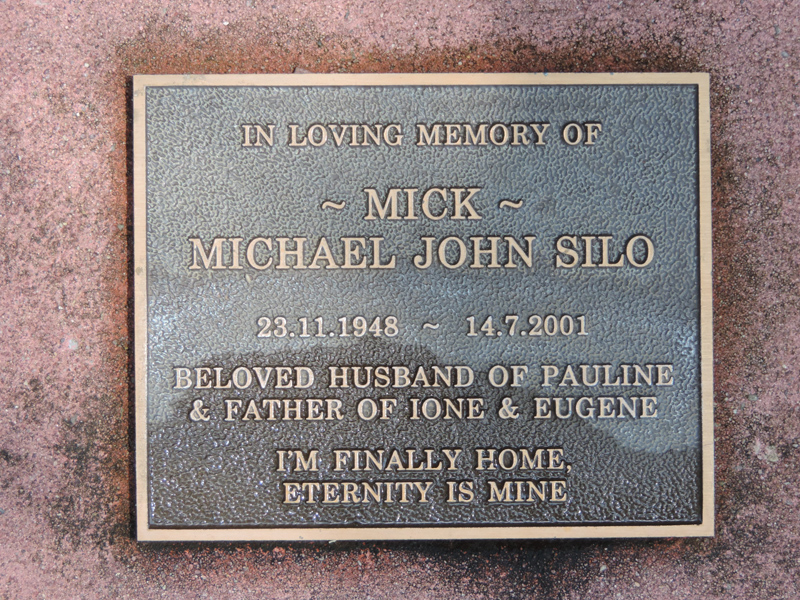 IN LOVING MEMORY OF
~ MICK ~
MICHAEL JOHN SILO
23.11.1948 ~ 14.7.2001
BELOVED HUSBAND OF PAULINE
& FATHER OF IONE & EUGENE
I'M FINALLY HOME,
ETERNITY IS MINE